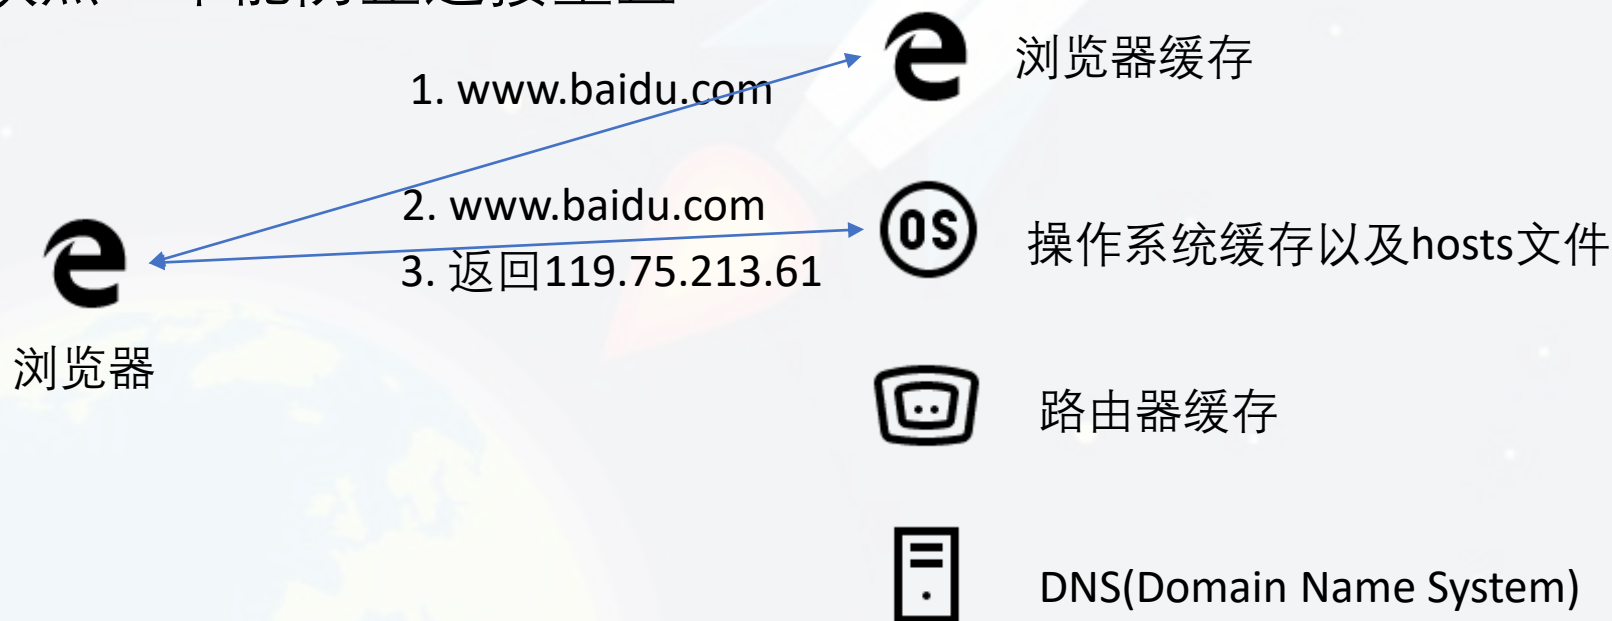 1. www.baidu.com
浏览器缓存
2. www.baidu.com
OS
操作系统缓存以及hosts文件
3. 返回119.75.213.61
浏览器
路由器缓存
DNS(Domain Name System)